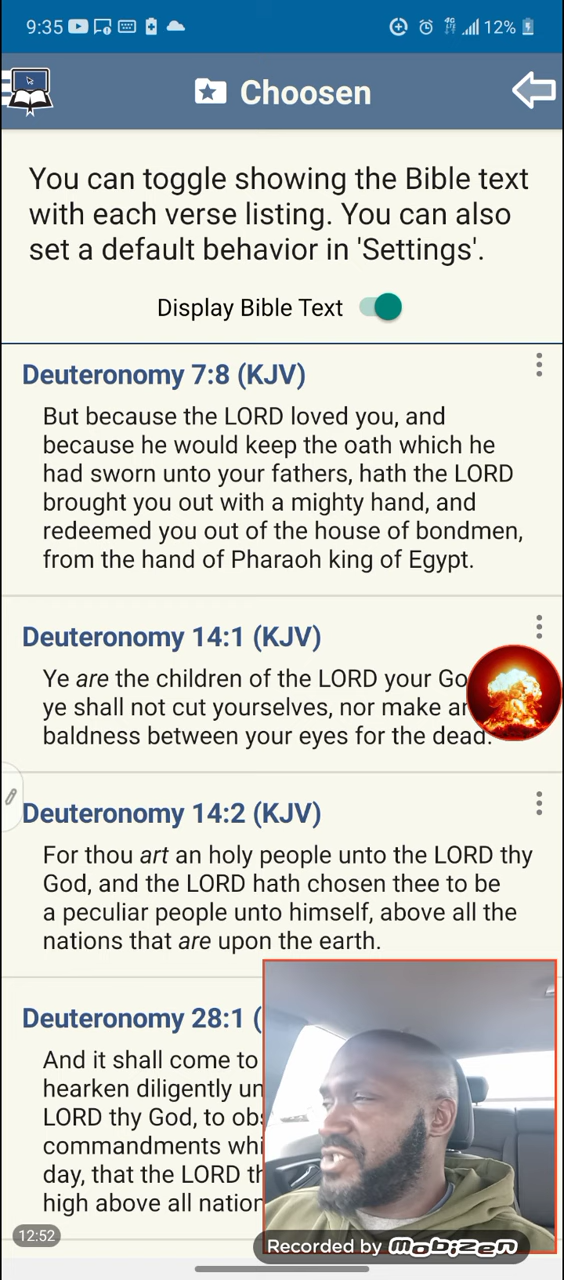 9:35
4G
12%
Choosen
You can toggle showing the Bible text
with each verse listing. You can also
set a default behavior in 'Settings'.
Display Bible Text
Deuteronomy 7:8 (KJV)
But because the LORD loved you, and
because he would keep the oath which he
had sworn unto your fathers, hath the LORD
brought you out with a mighty hand, and
redeemed you out of the house of bondmen,
from the hand of Pharaoh king of Egypt.
Deuteronomy 14:1 (KJV)
Ye are the children of the LORD your Go
ye shall not cut yourselves, nor make an
baldness between your eyes for the dead.
Deuteronomy 14:2 (KJV)
For thou art an holy people unto the LORD thy
God, and the LORD hath chosen thee to be
a peculiar people unto himself, above all the
nations that are upon the earth.
Deuteronomy 28:1 (
And it shall come to
hearken diligently un
LORD thy God, to obs
commandments whi
day, that the LORD th
high above all nation
12:52
Recorded by Mobizen